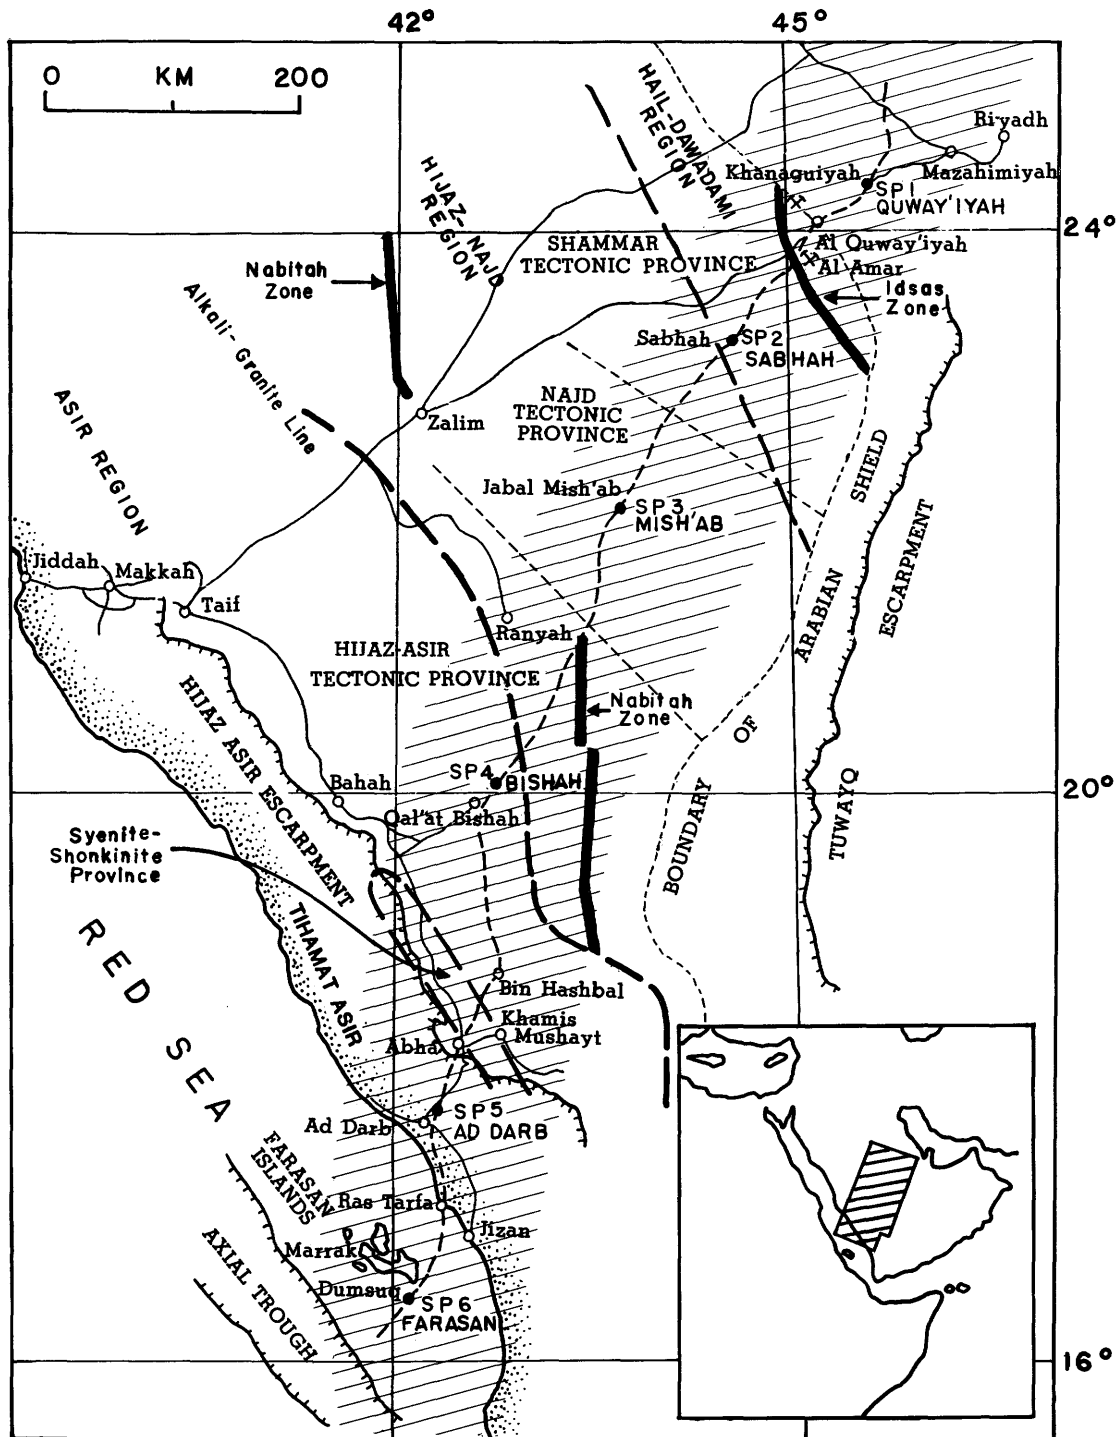 42° 45°
0 KM 200
HAIL-DAWADAMI
REGION
Riyadh
Khanaguiyah
Mazahimiyah
SP1
QUWAY'IYAH
HIJAZ-NAJD
REGION
24°
SHAMMAR
TECTONIC PROVINCE
Al Quway'iyah
Al Amar
Nabitah
Zone
Idsas
Zone
Alkali-Granite Line
Sabhah
SP2
SABHAH
NAJD
TECTONIC
PROVINCE
Zalim
ASIR REGION
Jabal Mish'ab
SP3
MISH'AB
BOUNDARY OF ARABIAN SHIELD
TUWAYQ ESCARPMENT
Jiddah
Makkah
Taif
Ranyah
HIJAZ-ASIR
TECTONIC PROVINCE
Nabitah
Zone
HIJAZ ASIR ESCARPMENT
SP4
BISHAH
Bahah
20°
Qal'at Bishah
Syenite-
Shonkinite
Province
TIHAMAT ASIR
RED SEA
Bin Hashbal
Khamis
Mushayt
Abha
SP5
AD DARB
Ad Darb
FARASAN
ISLANDS
Ras Tarfa
Jizan
Marrak
AXIAL TROUGH
Dumsuq
SP6
FARASAN
16°